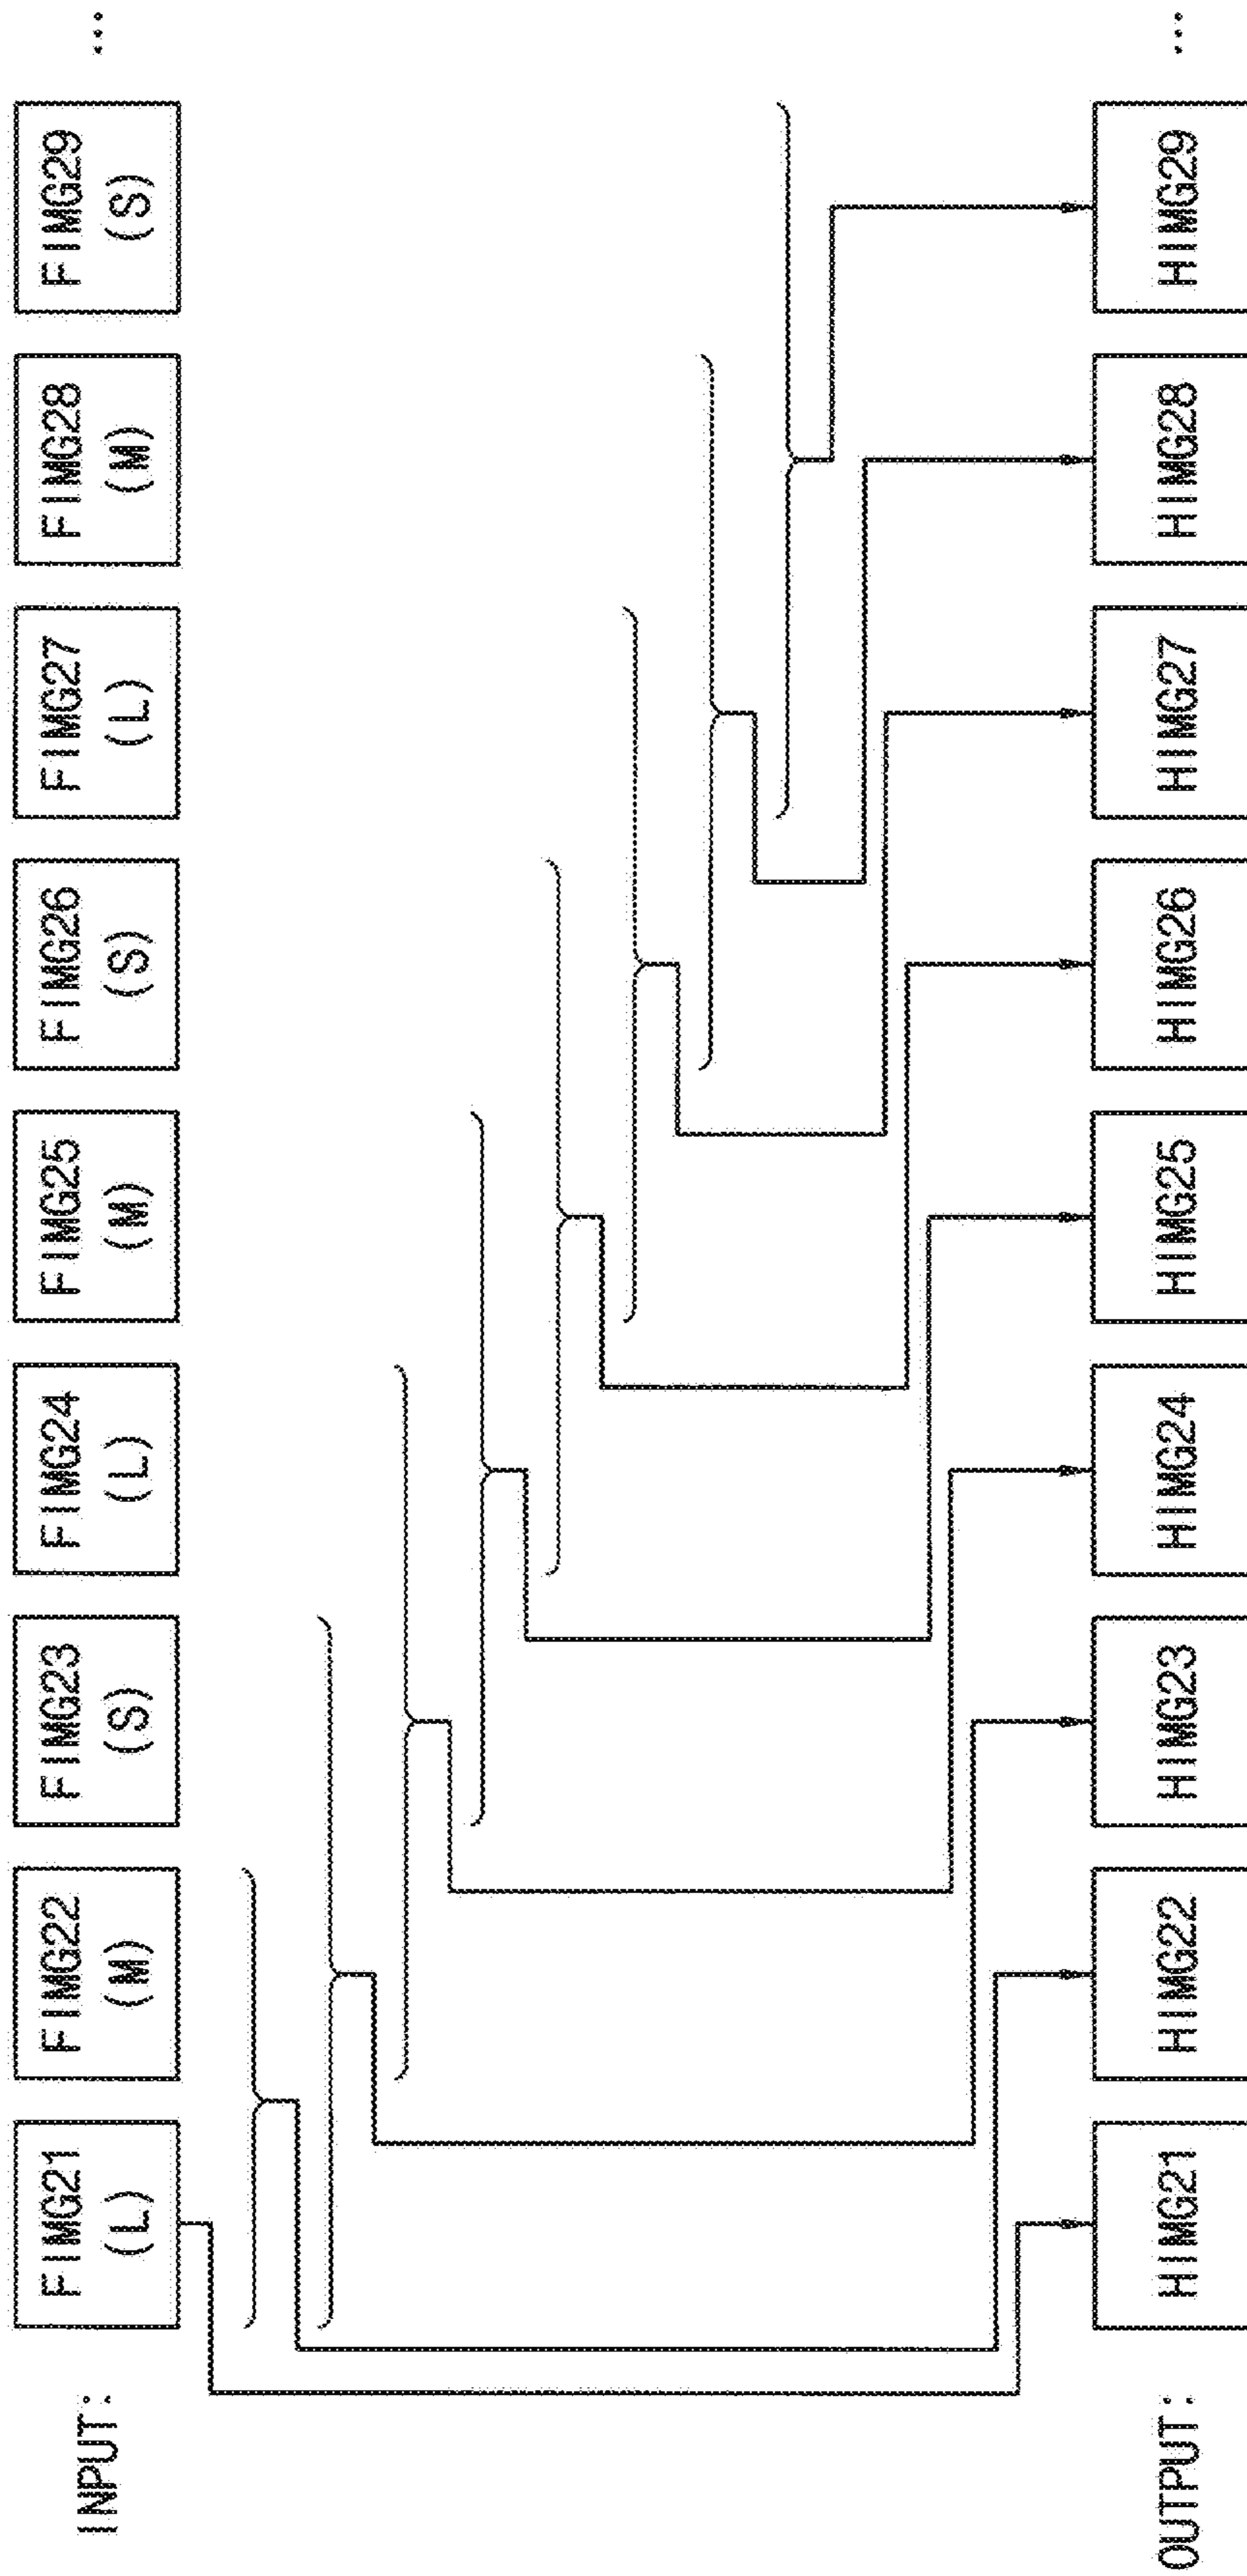 INPUT:
FIMG21
(L)
FIMG22
(M)
FIMG23
(S)
FIMG24
(L)
FIMG25
(M)
FIMG26
(S)
FIMG27
(L)
FIMG28
(M)
FIMG29
(S)
...
OUTPUT:
HIMG21
HIMG22
HIMG23
HIMG24
HIMG25
HIMG26
HIMG27
HIMG28
HIMG29
...